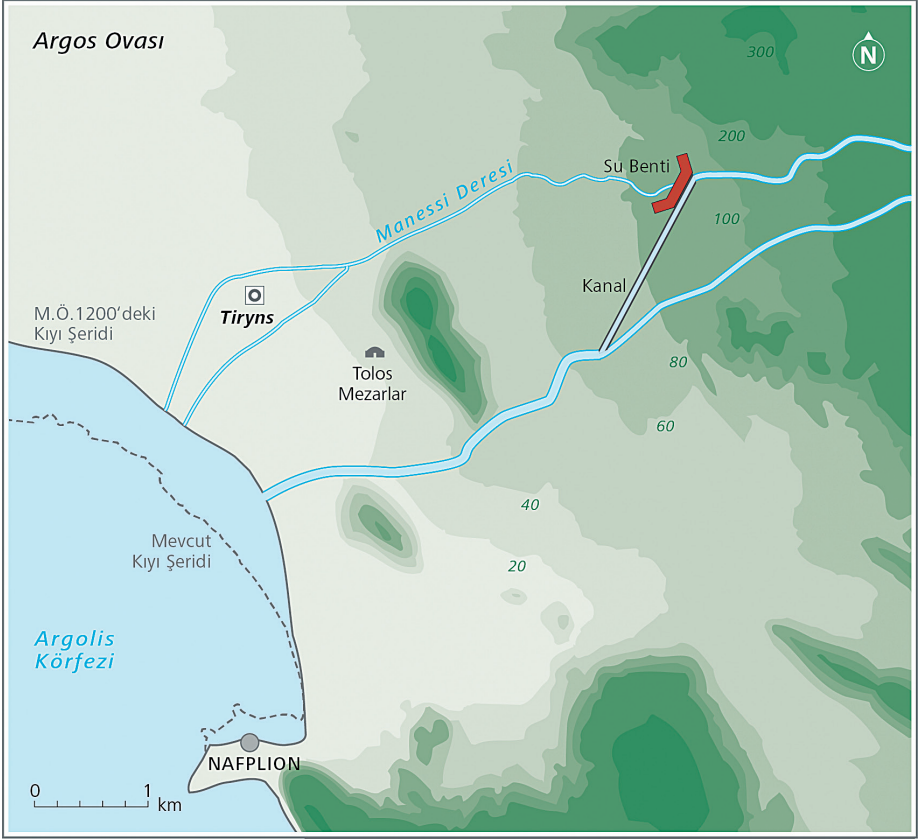 Argos Ovası
N
300
200
Su Benti
Manessi Deresi
100
Kanal
M.Ö.1200'deki
Kıyı Şeridi
Tiryns
Tolos
Mezarlar
80
60
40
Mevcut
Kıyı Şeridi
20
Argolis
Körfezi
NAFPLION
0 1
km